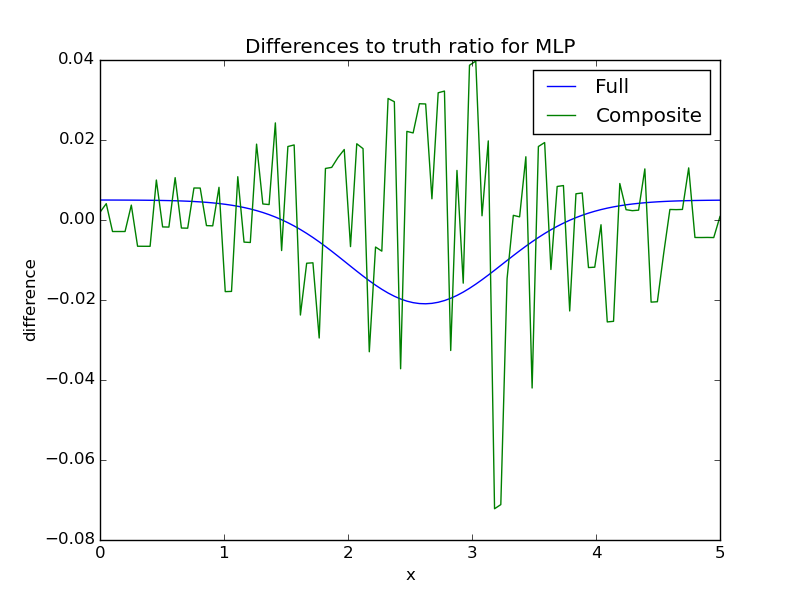 Differences to truth ratio for MLP
0.04
0.02
0.00
−0.02
−0.04
−0.06
−0.08
difference
Full
Composite
0 1 2 3 4 5
x